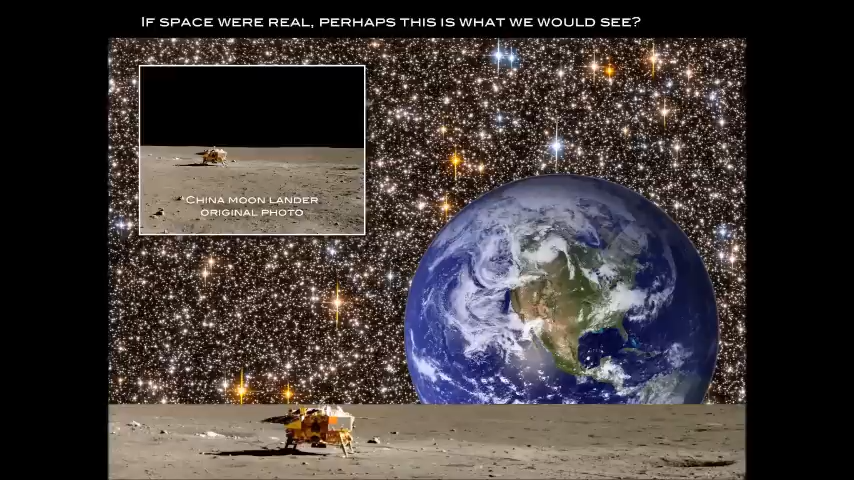 If space were real, perhaps this is what we would see?
*China moon lander
original photo